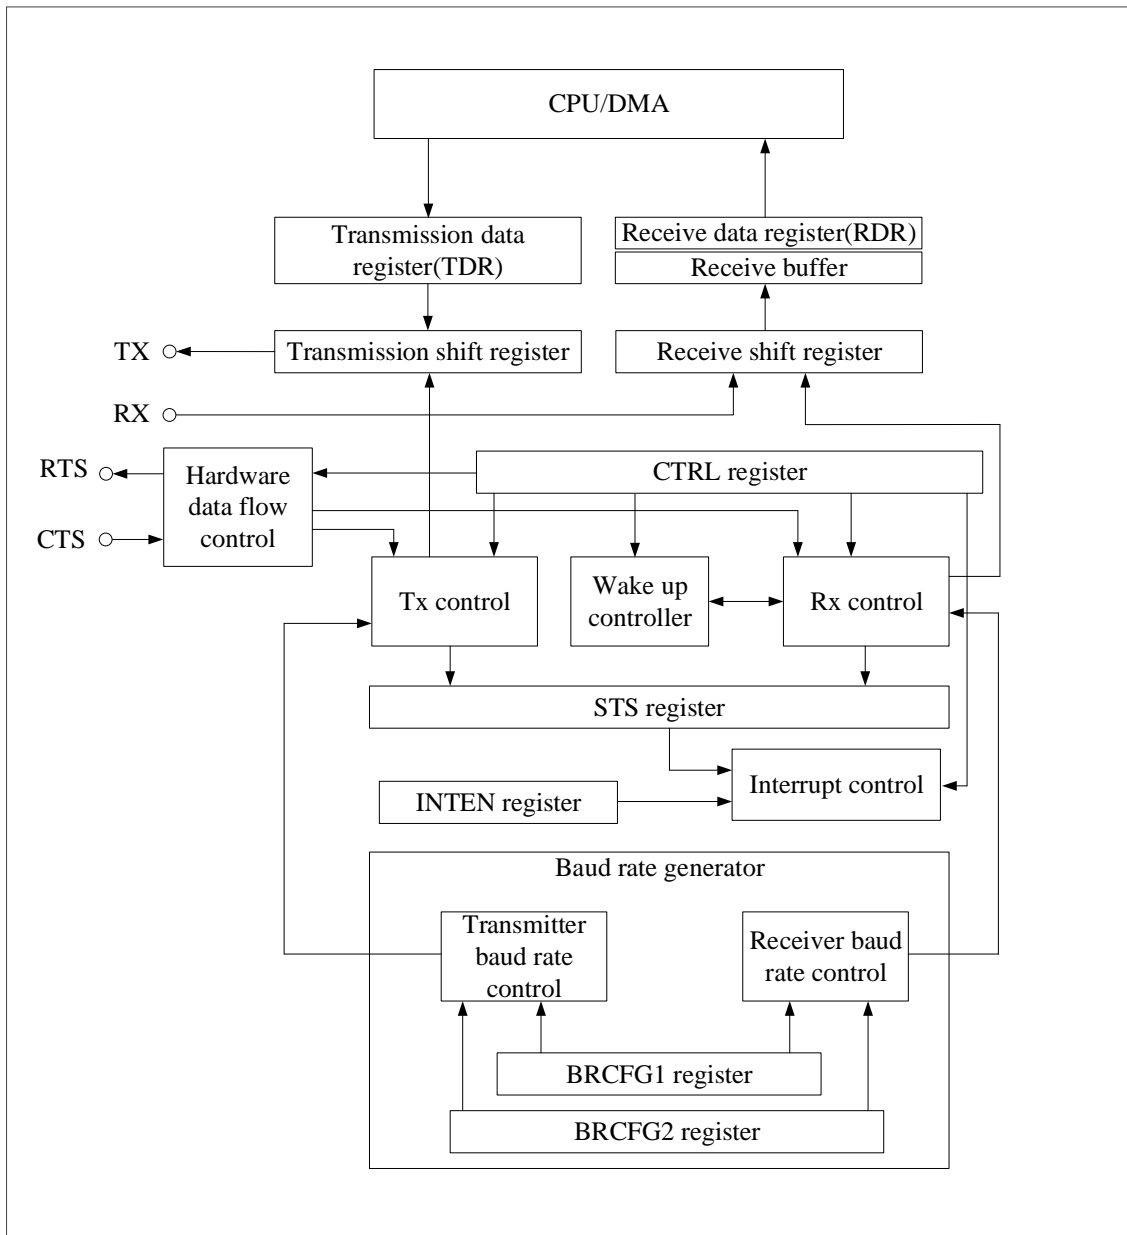 CPU/DMA
Transmission data
register(TDR)
Receive data register(RDR)
Receive buffer
TX
Transmission shift register
Receive shift register
RX
RTS
CTS
Hardware
data flow
control
CTRL register
Tx control
Wake up
controller
Rx control
STS register
Interrupt control
INTEN register
Baud rate generator
Transmitter
baud rate
control
Receiver baud
rate control
BRCFG1 register
BRCFG2 register